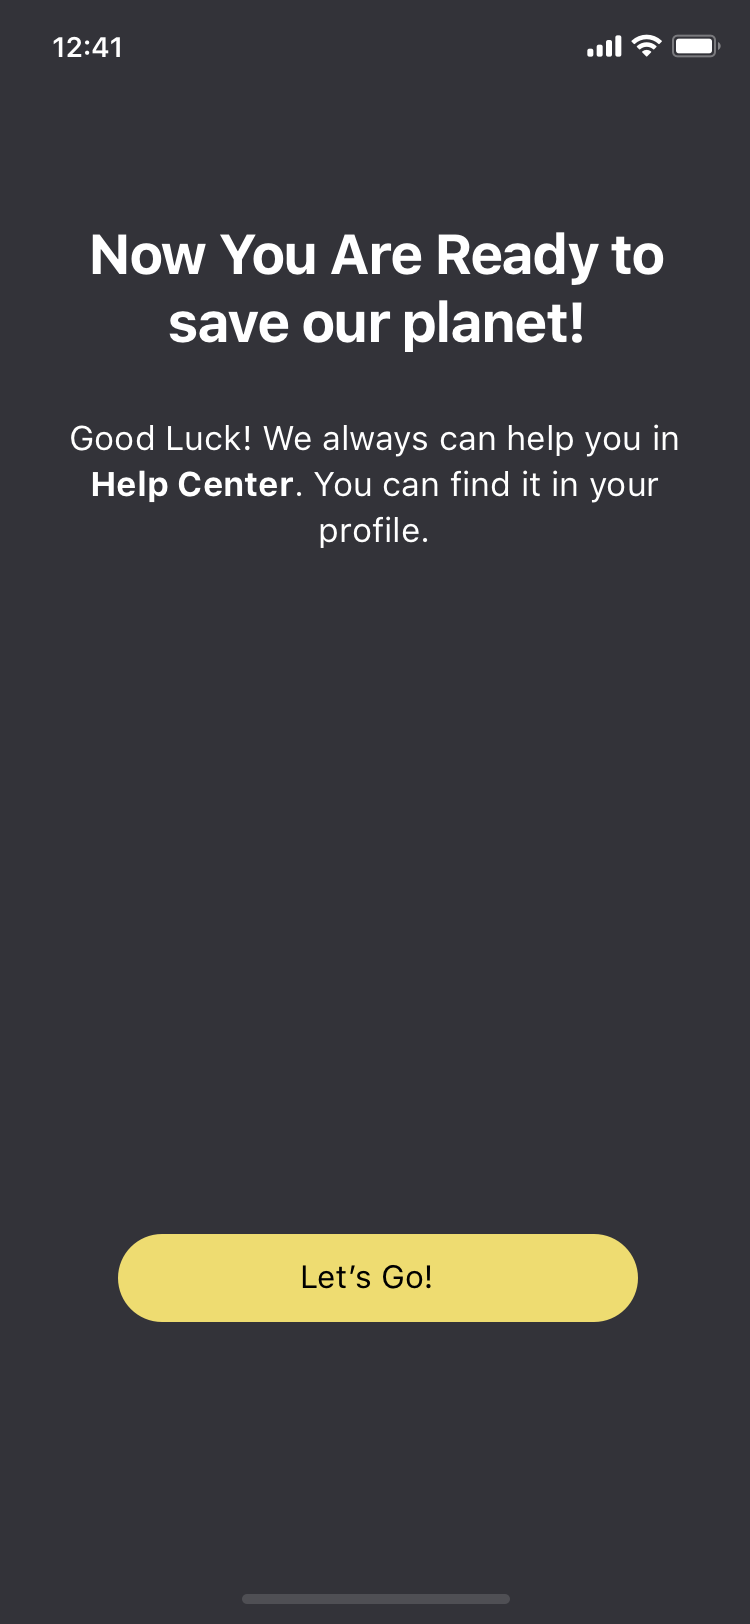 12:41
Now You Are Ready to
save our planet!
Good Luck! We always can help you in
Help Center. You can find it in your
profile.
Let’s Go!